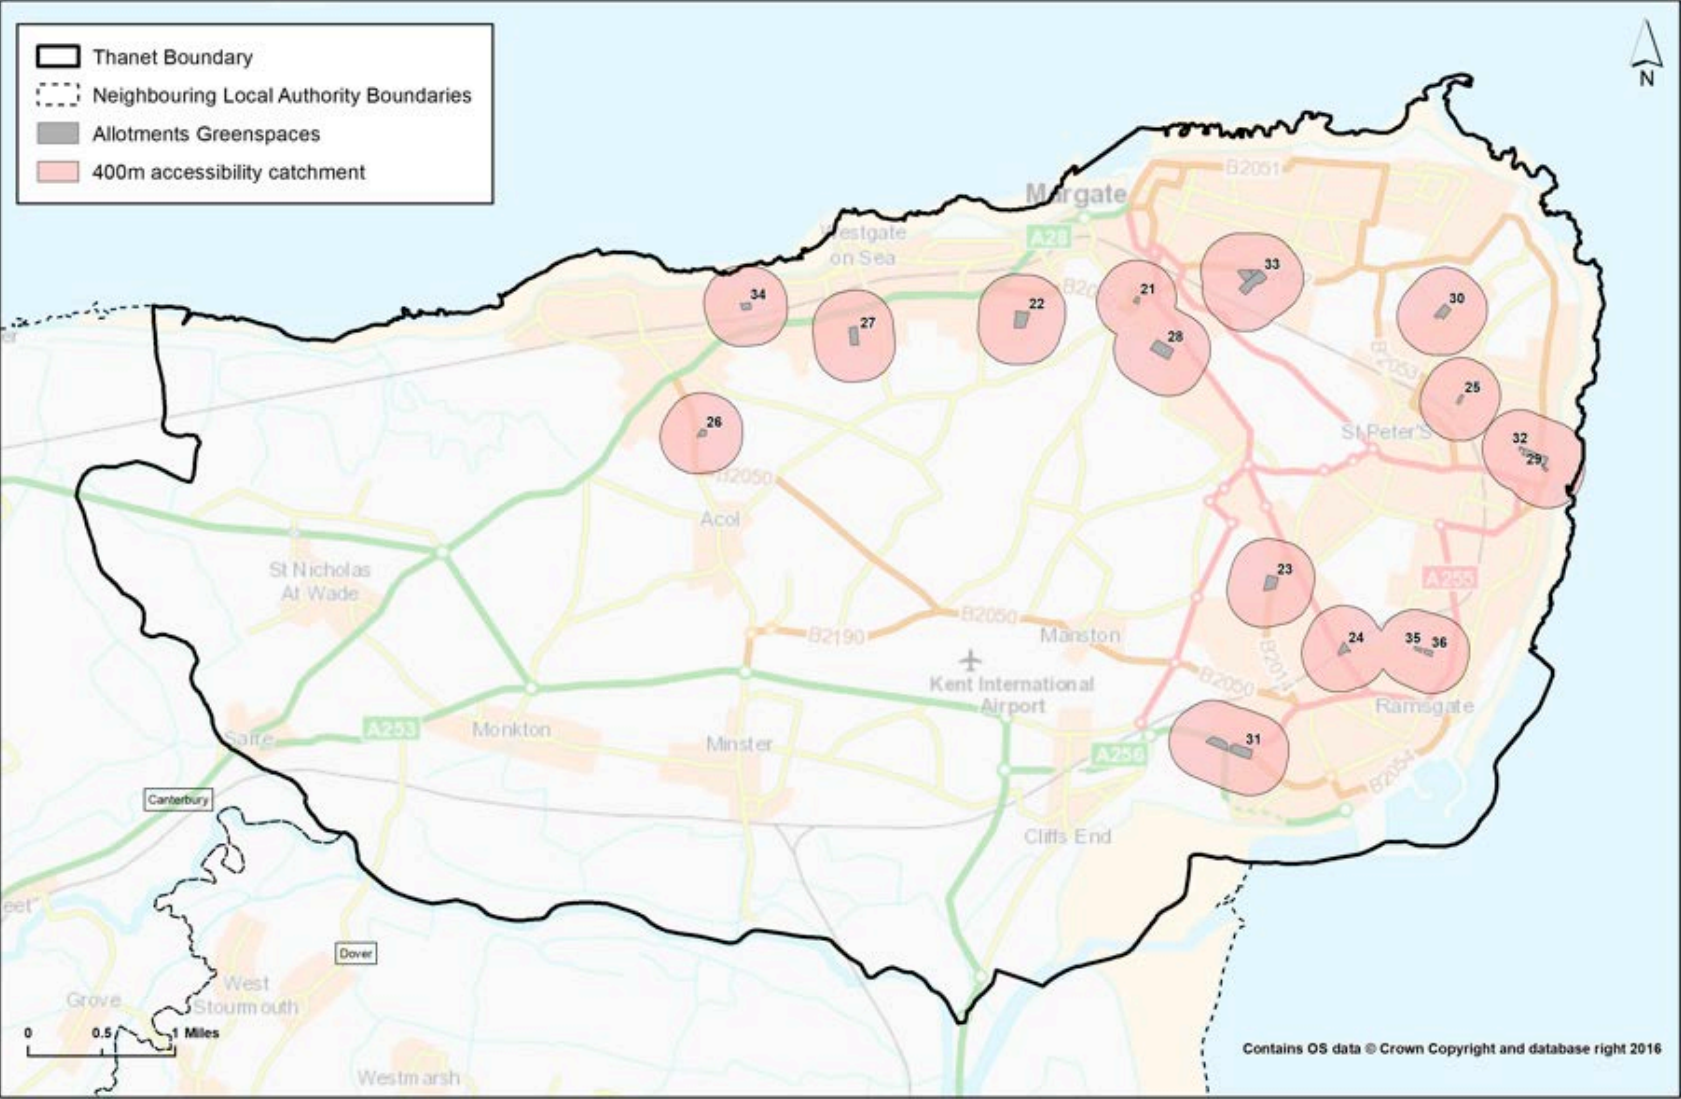 Thanet Boundary
Neighbouring Local Authority Boundaries
Allotments Greenspaces
400m accessibility catchment
N
B2051
Margate
Westgate
on Sea
A28
33
34
21
22
30
27
28
B2053
25
26
St Peter's
32
29
B2050
Acol
St Nicholas
At Wade
23
A255
B2050
B2190
Manston
24
35
36
B2014
Kent International
Airport
B2050
Ramsgate
Sarre
A253
Monkton
Minster
31
A256
B2054
Canterbury
Cliffs End
Dover
West
Stourmouth
Grove
0
0.5
1 Miles
Contains OS data © Crown Copyright and database right 2016
Westmarsh